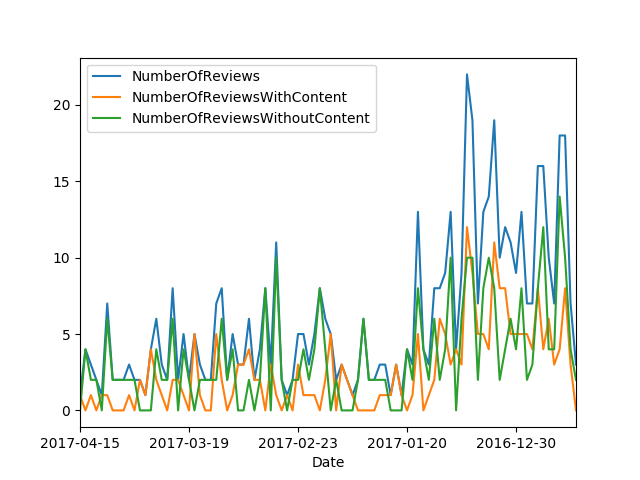 NumberOfReviews
NumberOfReviewsWithContent
NumberOfReviewsWithoutContent
20
15
10
5
0
2017-04-15 2017-03-19 2017-02-23 2017-01-20 2016-12-30
Date